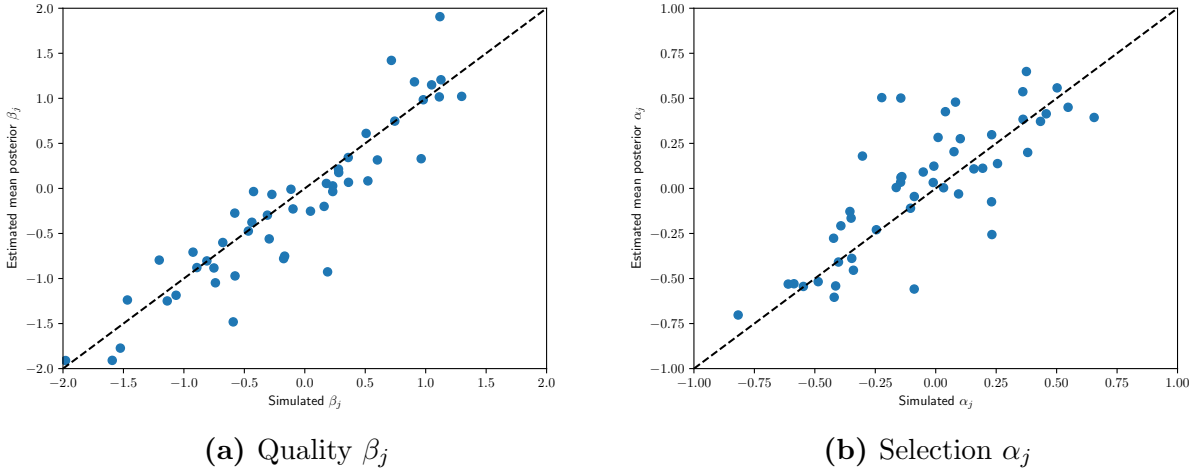 2.0
1.5
1.0
0.5
0.0
−0.5
−1.0
−1.5
−2.0
Estimated mean posterior βj
−2.0 −1.5 −1.0 −0.5 0.0 0.5 1.0 1.5 2.0
Simulated βj
(a) Quality βj
1.00
0.75
0.50
0.25
0.00
−0.25
−0.50
−0.75
−1.00
Estimated mean posterior αj
−1.00 −0.75 −0.50 −0.25 0.00 0.25 0.50 0.75 1.00
Simulated αj
(b) Selection αj